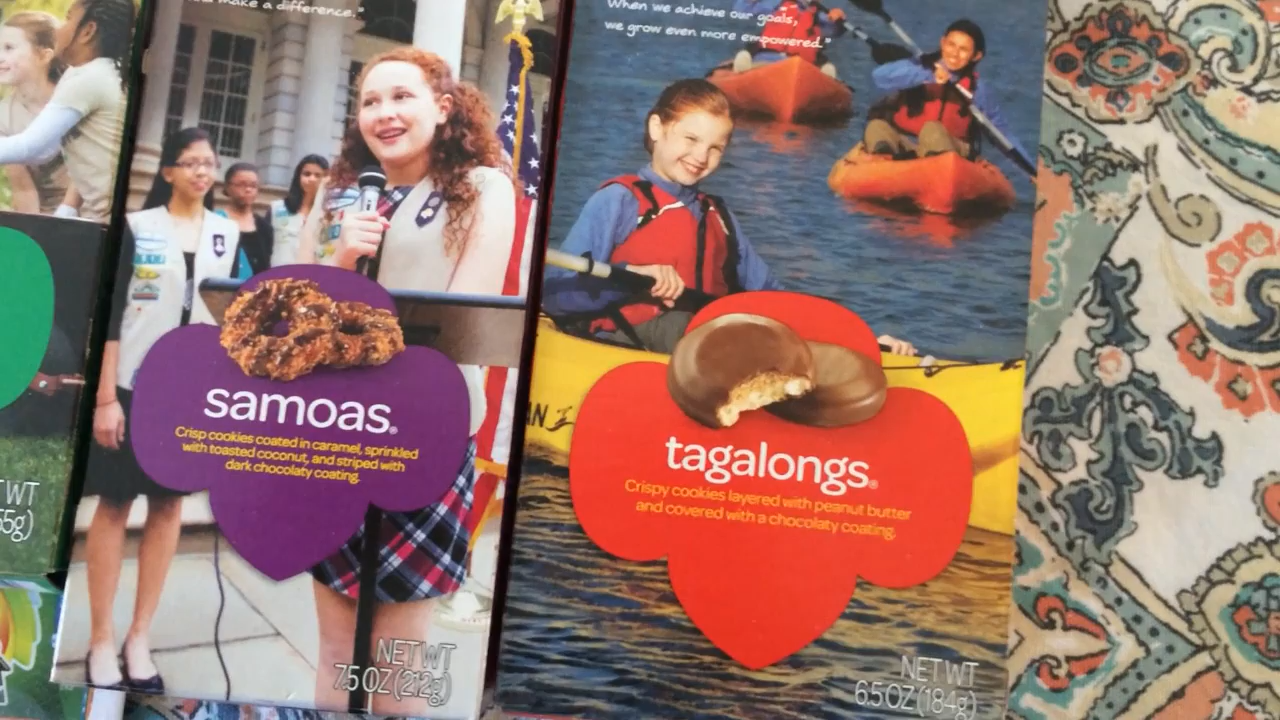 make a difference."
samoas®
Crisp cookies coated in caramel, sprinkled
with toasted coconut, and striped with
dark chocolaty coating.
NET WT
7.5 OZ (212g)
When we achieve our goals,
we grow even more empowered."
tagalongs®
Crispy cookies layered with peanut butter
and covered with a chocolaty coating.
NET WT
6.5 OZ (184g)
WT